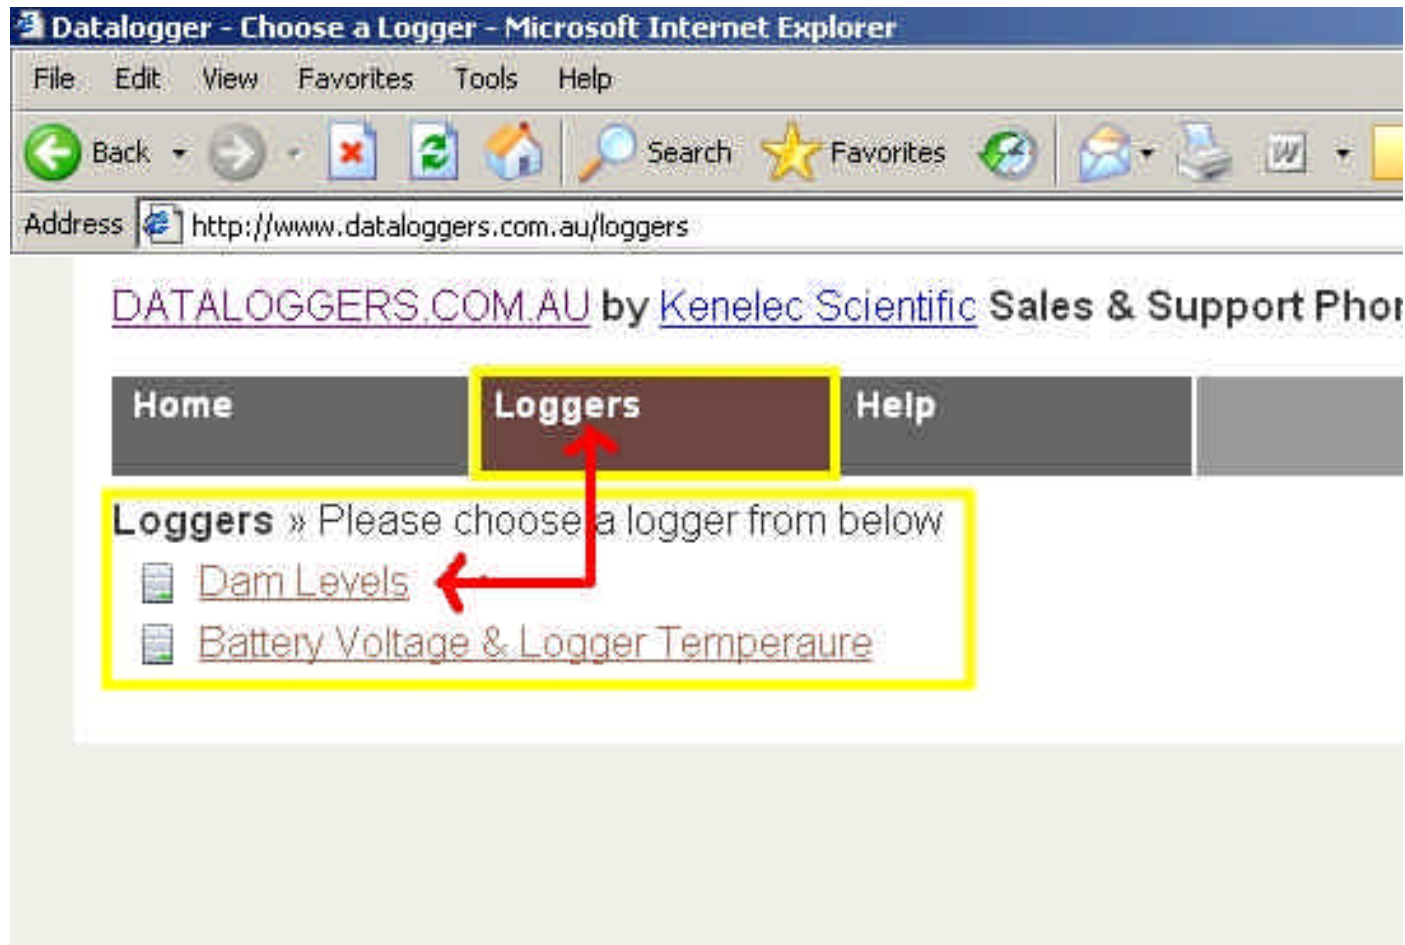 Datalogger - Choose a Logger - Microsoft Internet Explorer
File Edit View Favorites Tools Help
Back Search Favorites W
Address http://www.dataloggers.com.au/loggers
DATALOGGERS.COM.AU by Kenelec Scientific Sales & Support Phon
Home Loggers Help
Loggers » Please choose a logger from below
Dam Levels
Battery Voltage & Logger Temperaure